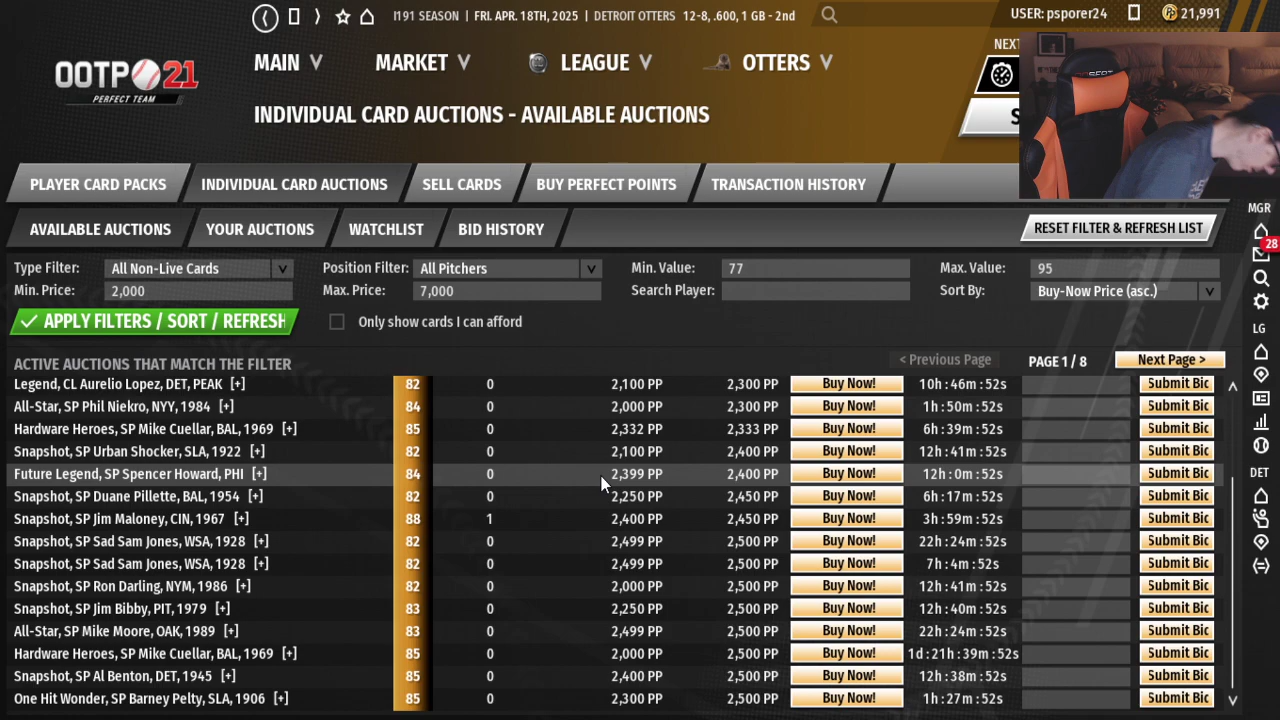 I191 SEASON | FRI. APR. 18TH, 2025 | DETROIT OTTERS 12-8, .600, 1 GB - 2nd
USER: psporer24
21,991
OOTP 21
PERFECT TEAM
MAIN
MARKET
LEAGUE
OTTERS
INDIVIDUAL CARD AUCTIONS - AVAILABLE AUCTIONS
PLAYER CARD PACKS
INDIVIDUAL CARD AUCTIONS
SELL CARDS
BUY PERFECT POINTS
TRANSACTION HISTORY
AVAILABLE AUCTIONS
YOUR AUCTIONS
WATCHLIST
BID HISTORY
RESET FILTER & REFRESH LIST
MGR
28
Type Filter: All Non-Live Cards Position Filter: All Pitchers Min. Value: 77 Max. Value: 95
Min. Price: 2,000 Max. Price: 7,000 Search Player: Sort By: Buy-Now Price (asc.)
APPLY FILTERS / SORT / REFRESH
Only show cards I can afford
LG
ACTIVE AUCTIONS THAT MATCH THE FILTER
< Previous Page PAGE 1 / 8 Next Page >
Legend, CL Aurelio Lopez, DET, PEAK [+] 82 0 2,100 PP 2,300 PP Buy Now! 10h:46m:52s Submit Bic
All-Star, SP Phil Niekro, NYY, 1984 [+] 84 0 2,000 PP 2,300 PP Buy Now! 1h:50m:52s Submit Bic
Hardware Heroes, SP Mike Cuellar, BAL, 1969 [+] 85 0 2,332 PP 2,333 PP Buy Now! 6h:39m:52s Submit Bic
Snapshot, SP Urban Shocker, SLA, 1922 [+] 82 0 2,100 PP 2,400 PP Buy Now! 12h:41m:52s Submit Bic
Future Legend, SP Spencer Howard, PHI [+] 84 0 2,399 PP 2,400 PP Buy Now! 12h:0m:52s Submit Bic
DET
Snapshot, SP Duane Pillette, BAL, 1954 [+] 82 0 2,250 PP 2,450 PP Buy Now! 6h:17m:52s Submit Bic
Snapshot, SP Jim Maloney, CIN, 1967 [+] 88 1 2,400 PP 2,450 PP Buy Now! 3h:59m:52s Submit Bic
Snapshot, SP Sad Sam Jones, WSA, 1928 [+] 82 0 2,499 PP 2,500 PP Buy Now! 22h:24m:52s Submit Bic
Snapshot, SP Sad Sam Jones, WSA, 1928 [+] 82 0 2,499 PP 2,500 PP Buy Now! 7h:4m:52s Submit Bic
Snapshot, SP Ron Darling, NYM, 1986 [+] 82 0 2,000 PP 2,500 PP Buy Now! 12h:41m:52s Submit Bic
Snapshot, SP Jim Bibby, PIT, 1979 [+] 83 0 2,250 PP 2,500 PP Buy Now! 12h:40m:52s Submit Bic
All-Star, SP Mike Moore, OAK, 1989 [+] 83 0 2,499 PP 2,500 PP Buy Now! 22h:24m:52s Submit Bic
Hardware Heroes, SP Mike Cuellar, BAL, 1969 [+] 85 0 2,000 PP 2,500 PP Buy Now! 1d:21h:39m:52s Submit Bic
Snapshot, SP Al Benton, DET, 1945 [+] 85 0 2,400 PP 2,500 PP Buy Now! 12h:38m:52s Submit Bic
One Hit Wonder, SP Barney Pelty, SLA, 1906 [+] 85 0 2,300 PP 2,500 PP Buy Now! 1h:27m:52s Submit Bic